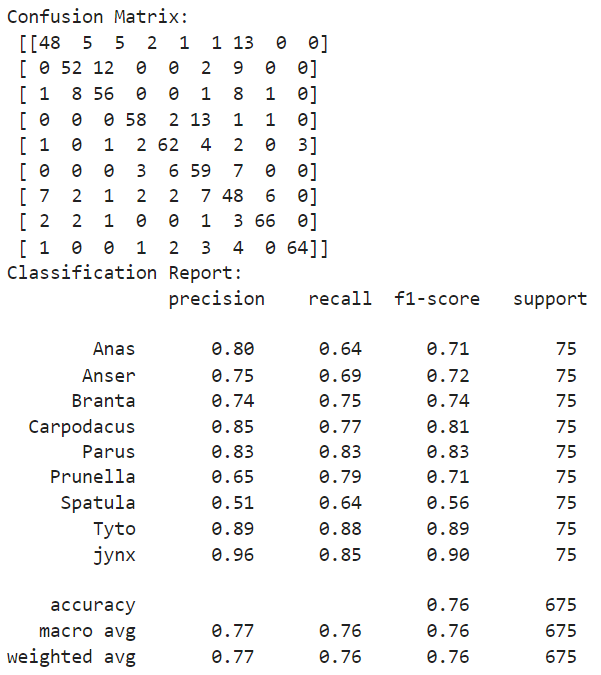 Confusion Matrix:
[[48 5 5 2 1 1 13 0 0]
[ 0 52 12 0 0 2 9 0 0]
[ 1 8 56 0 0 1 8 1 0]
[ 0 0 0 58 2 13 1 1 0]
[ 1 0 1 2 62 4 2 0 3]
[ 0 0 0 3 6 59 7 0 0]
[ 7 2 1 2 2 7 48 6 0]
[ 2 2 1 0 0 1 3 66 0]
[ 1 0 0 1 2 3 4 0 64]]
Classification Report:
precision recall f1-score support
Anas 0.80 0.64 0.71 75
Anser 0.75 0.69 0.72 75
Branta 0.74 0.75 0.74 75
Carpodacus 0.85 0.77 0.81 75
Parus 0.83 0.83 0.83 75
Prunella 0.65 0.79 0.71 75
Spatula 0.51 0.64 0.56 75
Tyto 0.89 0.88 0.89 75
jynx 0.96 0.85 0.90 75
accuracy 0.76 675
macro avg 0.77 0.76 0.76 675
weighted avg 0.77 0.76 0.76 675